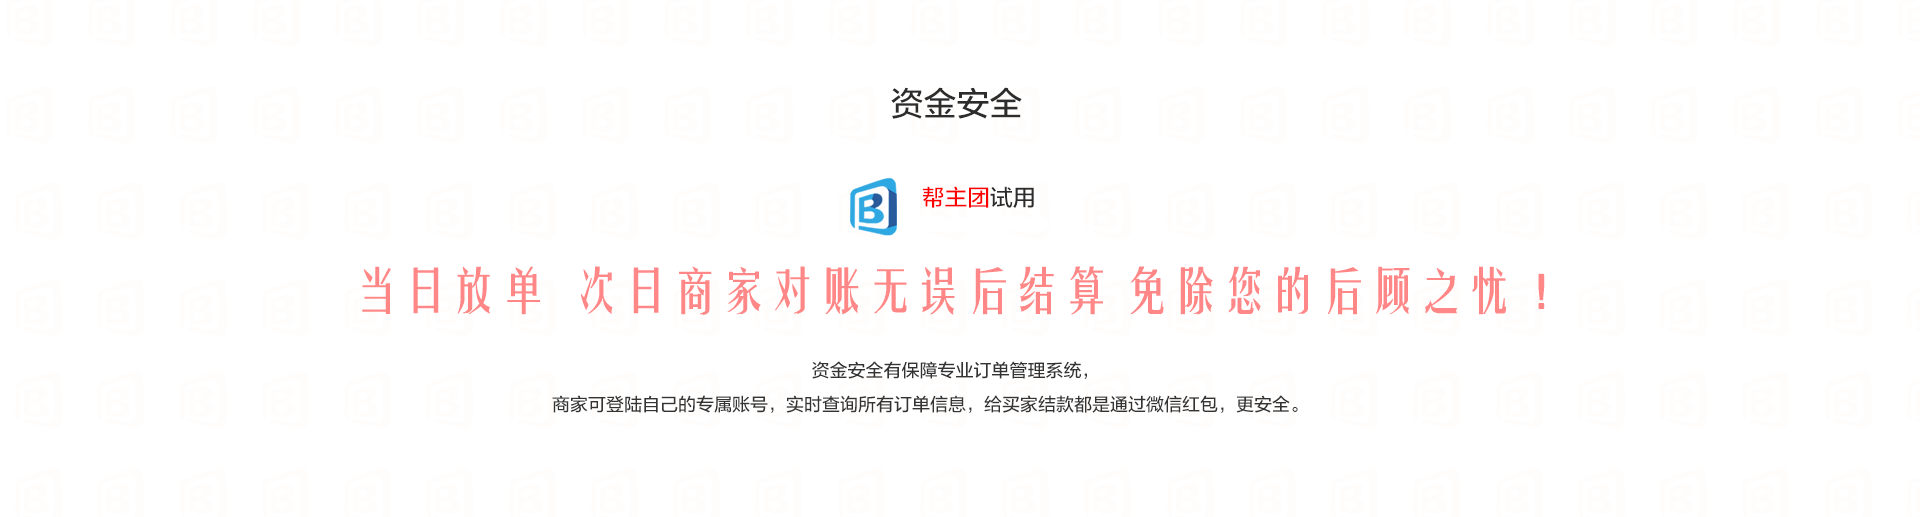 资金安全
B 帮主团试用
当日放单 次日商家对账无误后结算 免除您的后顾之忧！
资金安全有保障专业订单管理系统，
商家可登陆自己的专属账号，实时查询所有订单信息，给买家结款都是通过微信红包，更安全。